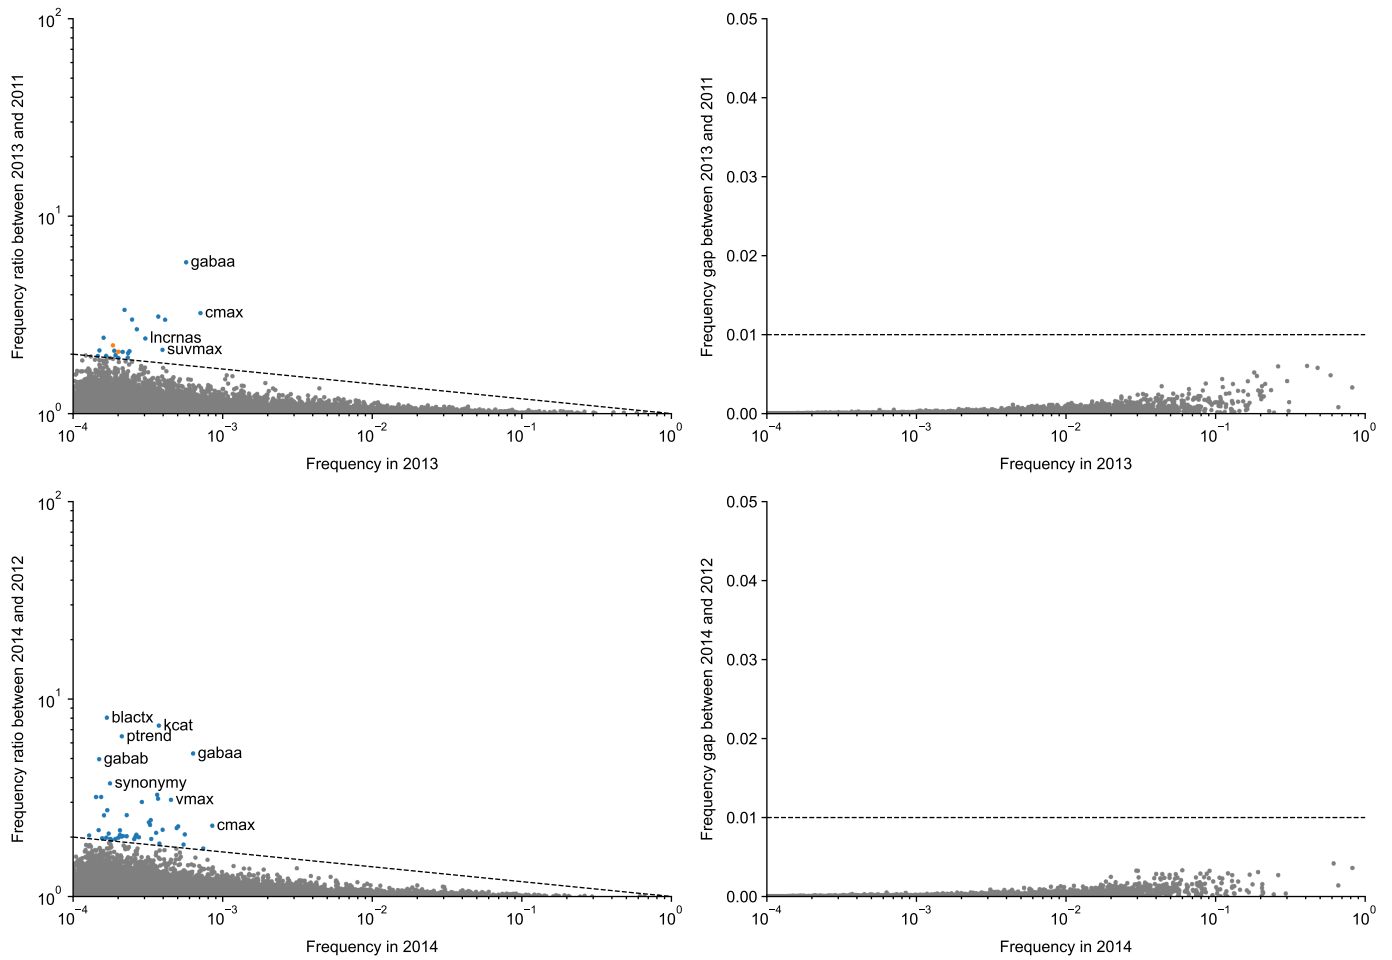 Frequency ratio between 2013 and 2011
10^2
10^1
10^0
gabaa
cmax
lncrnas
suvmax
10^-4
10^-3
10^-2
10^-1
10^0
Frequency in 2013
Frequency gap between 2013 and 2011
0.05
0.04
0.03
0.02
0.01
0.00
10^-4
10^-3
10^-2
10^-1
10^0
Frequency in 2013
Frequency ratio between 2014 and 2012
10^2
10^1
10^0
blactx
kcat
ptrend
gabaa
gabab
synonymy
vmax
cmax
10^-4
10^-3
10^-2
10^-1
10^0
Frequency in 2014
Frequency gap between 2014 and 2012
0.05
0.04
0.03
0.02
0.01
0.00
10^-4
10^-3
10^-2
10^-1
10^0
Frequency in 2014